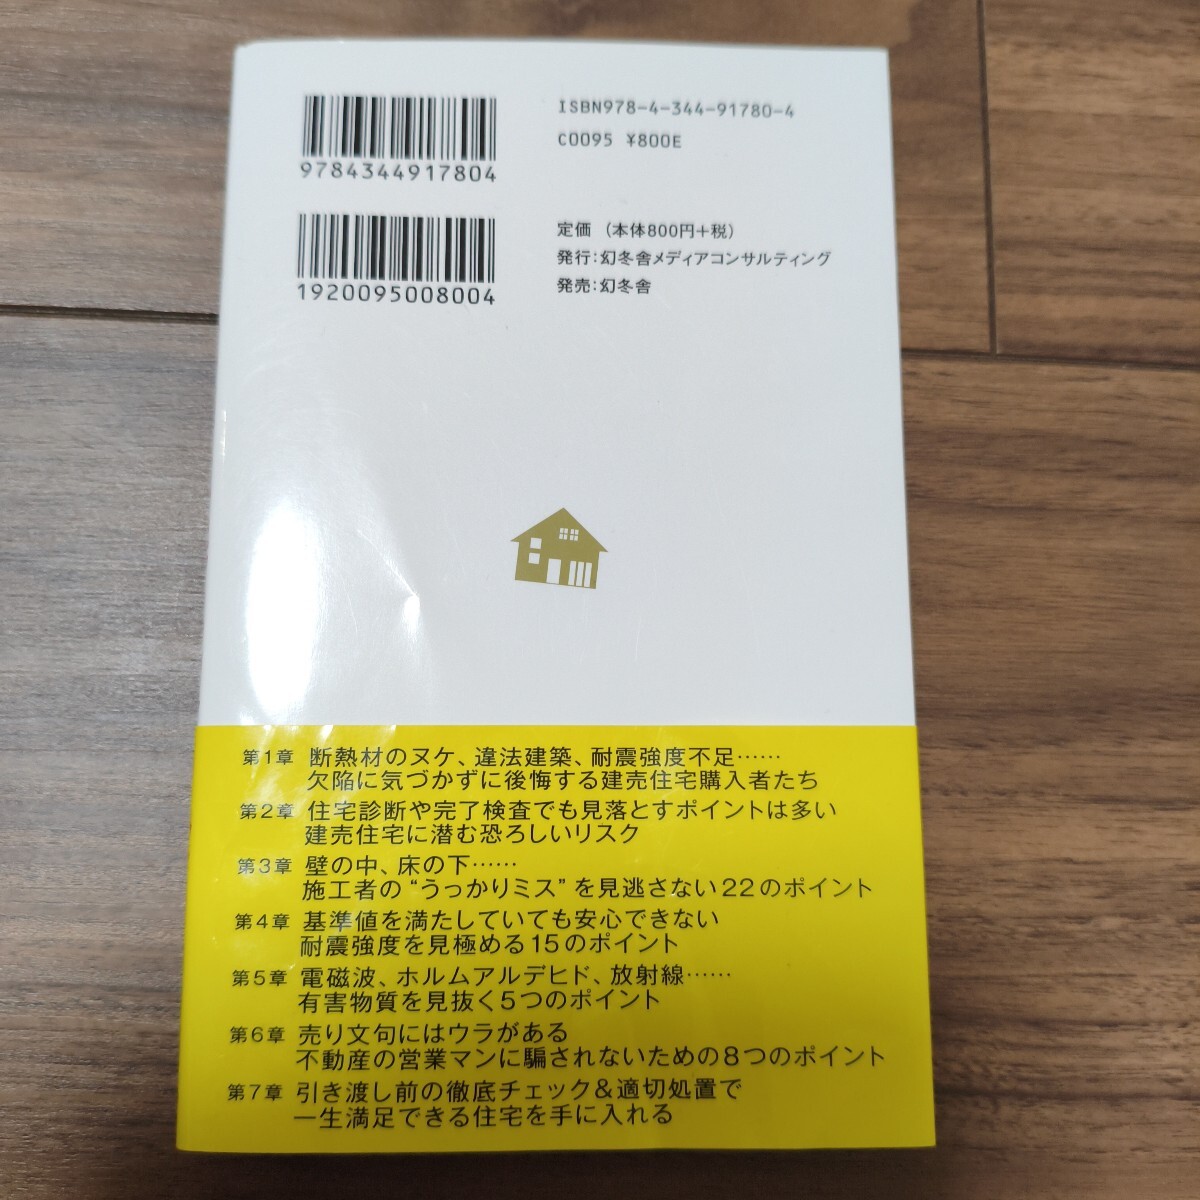 9784344917804
ISBN978-4-344-91780-4
C0095 ¥800E
1920095008004
定価（本体800円+税）
発行：幻冬舎メディアコンサルティング
発売：幻冬舎
第1章 断熱材のヌケ、違法建築、耐震強度不足……
欠陥に気づかずに後悔する建売住宅購入者たち
第2章 住宅診断や完了検査でも見落とすポイントは多い
建売住宅に潜む恐ろしいリスク
第3章 壁の中、床の下……
施工者の“うっかりミス”を見逃さない22のポイント
第4章 基準値を満たしていても安心できない
耐震強度を見極める15のポイント
第5章 電磁波、ホルムアルデヒド、放射線……
有害物質を見抜く5つのポイント
第6章 売り文句にはウラがある
不動産の営業マンに騙されないための8つのポイント
第7章 引き渡し前の徹底チェック＆適切処置で
一生満足できる住宅を手に入れる